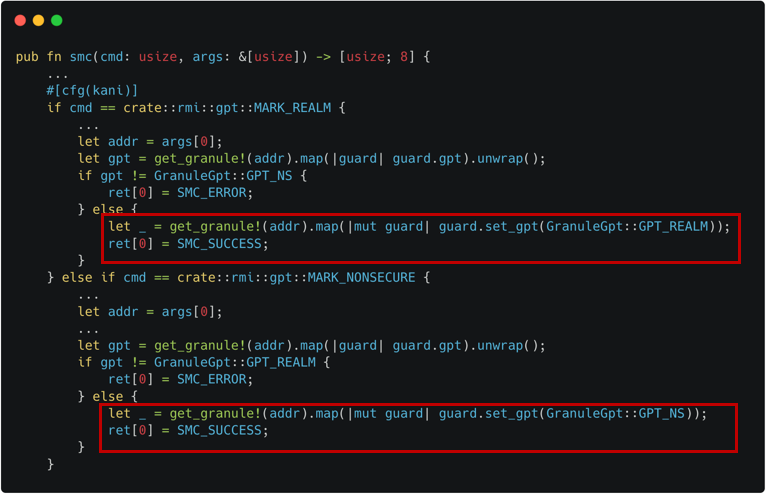 pub fn smc(cmd: usize, args: &[usize]) -> [usize; 8] {
    ...
    #[cfg(kani)]
    if cmd == crate::rmi::gpt::MARK_REALM {
        ...
        let addr = args[0];
        let gpt = get_granule!(addr).map(|guard| guard.gpt).unwrap();
        if gpt != GranuleGpt::GPT_NS {
            ret[0] = SMC_ERROR;
        } else {
            let _ = get_granule!(addr).map(|mut guard| guard.set_gpt(GranuleGpt::GPT_REALM));
            ret[0] = SMC_SUCCESS;
        }
    } else if cmd == crate::rmi::gpt::MARK_NONSECURE {
        ...
        let addr = args[0];
        ...
        let gpt = get_granule!(addr).map(|guard| guard.gpt).unwrap();
        if gpt != GranuleGpt::GPT_REALM {
            ret[0] = SMC_ERROR;
        } else {
            let _ = get_granule!(addr).map(|mut guard| guard.set_gpt(GranuleGpt::GPT_NS));
            ret[0] = SMC_SUCCESS;
        }
    }